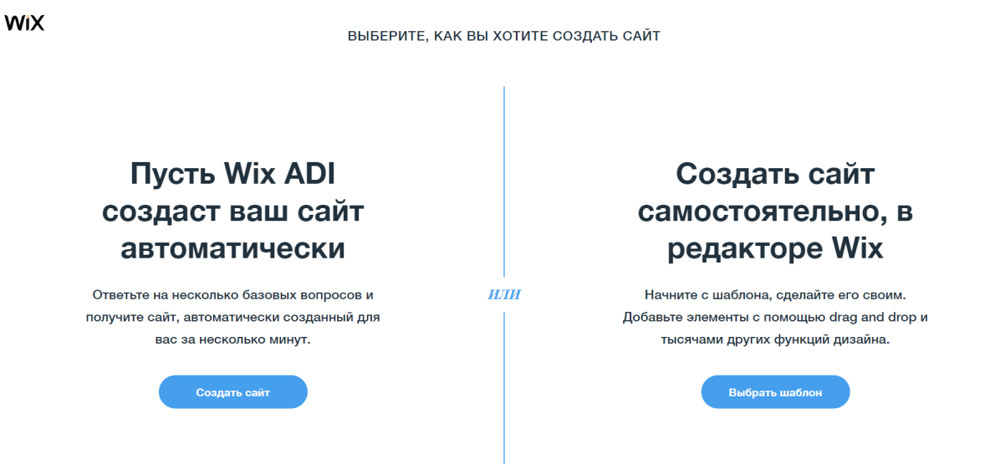 WiX
ВЫБЕРИТЕ, КАК ВЫ ХОТИТЕ СОЗДАТЬ САЙТ
Пусть Wix ADI
создаст ваш сайт
автоматически
Ответьте на несколько базовых вопросов и
получите сайт, автоматически созданный для
вас за несколько минут.
Создать сайт
ИЛИ
Создать сайт
самостоятельно, в
редакторе Wix
Начните с шаблона, сделайте его своим.
Добавьте элементы с помощью drag and drop и
тысячами других функций дизайна.
Выбрать шаблон